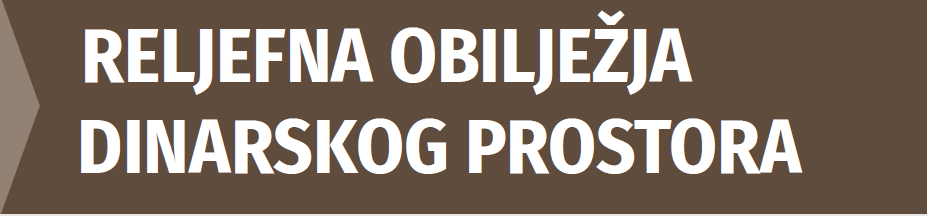 RELJEFNA OBILJEŽJA
DINARSKOG PROSTORA